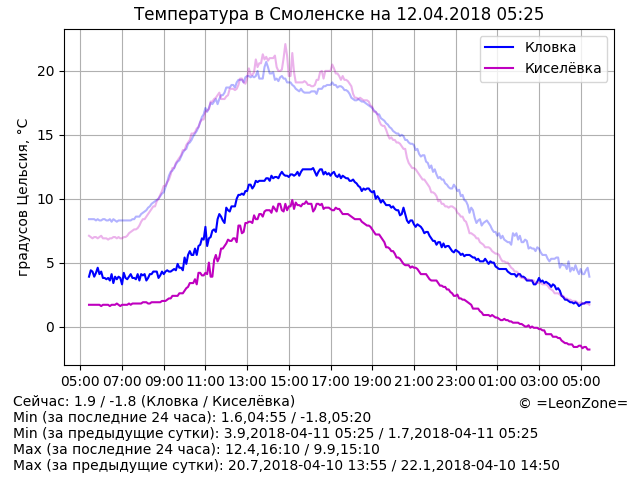 Температура в Смоленске на 12.04.2018 05:25
Кловка
Киселёвка
градусов Цельсия, °C
20
15
10
5
0
05:00 07:00 09:00 11:00 13:00 15:00 17:00 19:00 21:00 23:00 01:00 03:00 05:00
Сейчас: 1.9 / -1.8 (Кловка / Киселёвка)
© =LeonZone=
Min (за последние 24 часа): 1.6,04:55 / -1.8,05:20
Min (за предыдущие сутки): 3.9,2018-04-11 05:25 / 1.7,2018-04-11 05:25
Max (за последние 24 часа): 12.4,16:10 / 9.9,15:10
Max (за предыдущие сутки): 20.7,2018-04-10 13:55 / 22.1,2018-04-10 14:50